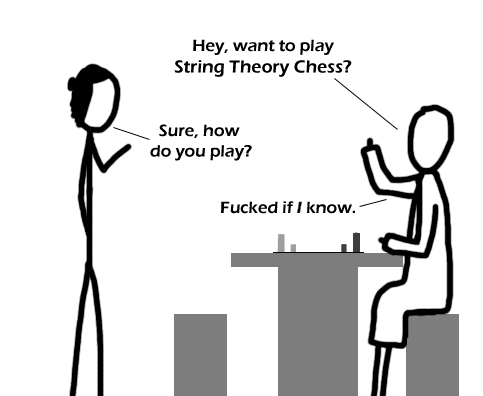 Hey, want to play
String Theory Chess?
Sure, how
do you play?
Fucked if I know.